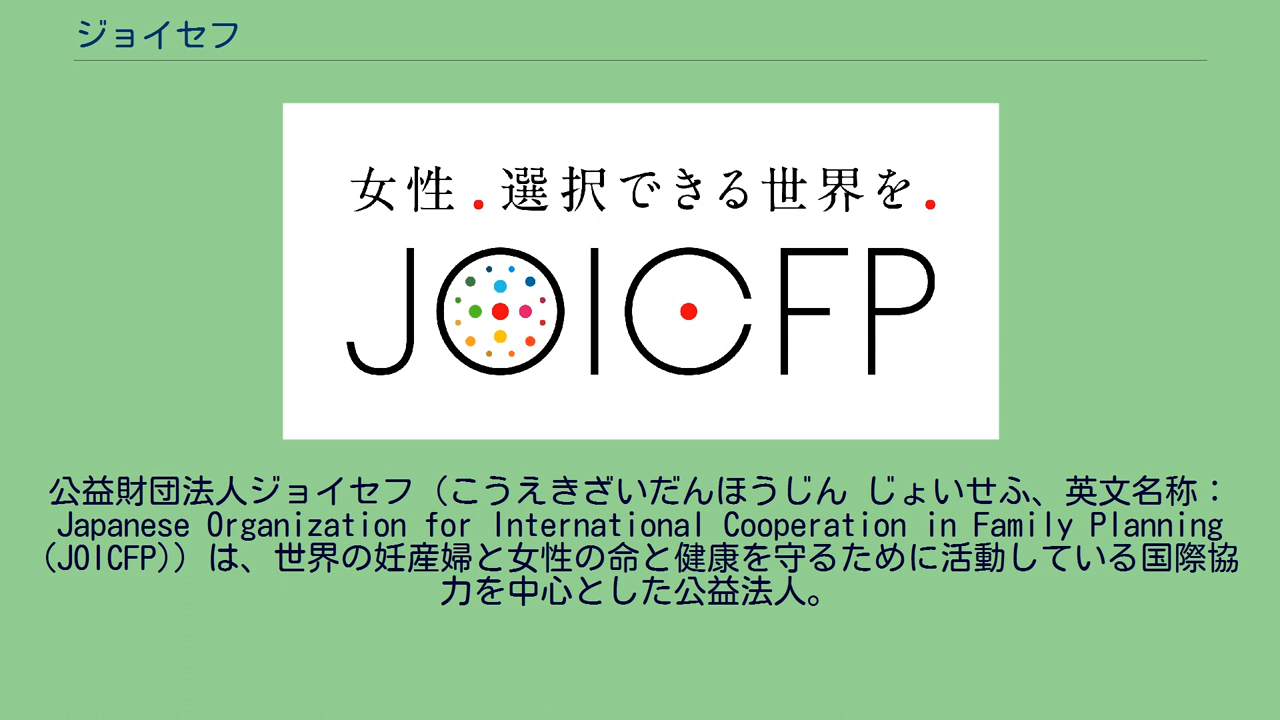 ジョイセフ
女性.選択できる世界を.
JOICFP
公益財団法人ジョイセフ（こうえきざいだんほうじん じょいせふ、英文名称：
Japanese Organization for International Cooperation in Family Planning
(JOICFP)）は、世界の妊産婦と女性の命と健康を守るために活動している国際協
力を中心とした公益法人。